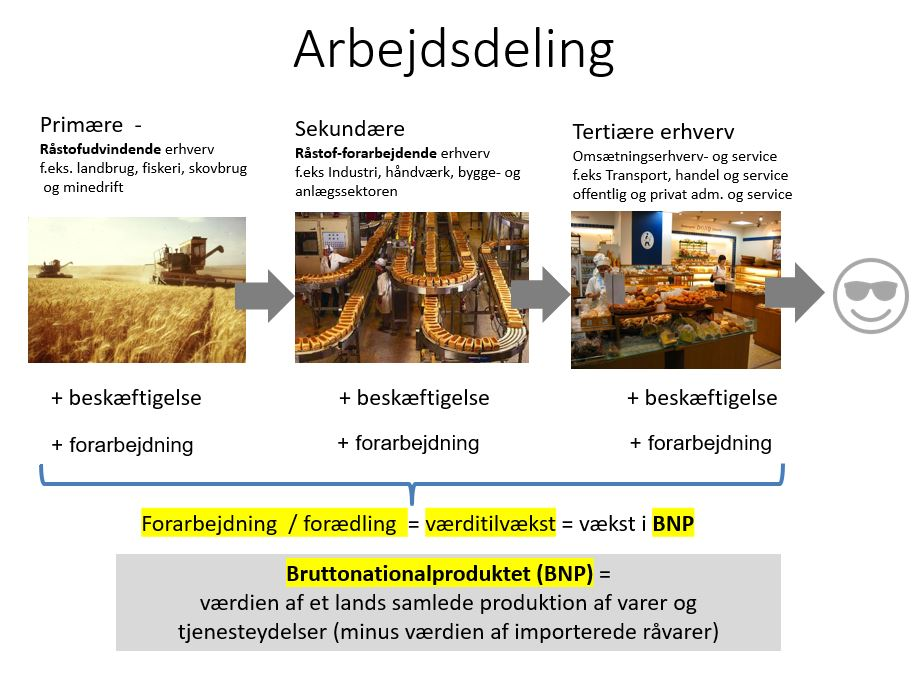 Arbejdsdeling
Primære -
Råstofudvindende erhverv
f.eks. landbrug, fiskeri, skovbrug
og minedrift
Sekundære
Råstof-forarbejdende erhverv
f.eks Industri, håndværk, bygge- og
anlægssektoren
Tertiære erhverv
Omsætningserhverv- og service
f.eks Transport, handel og service
offentlig og privat adm. og service
+ beskæftigelse
+ beskæftigelse
+ beskæftigelse
+ forarbejdning
+ forarbejdning
+ forarbejdning
Forarbejdning / forædling = værditilvækst = vækst i BNP
Bruttonationalproduktet (BNP) =
værdien af et lands samlede produktion af varer og
tjenesteydelser (minus værdien af importerede råvarer)